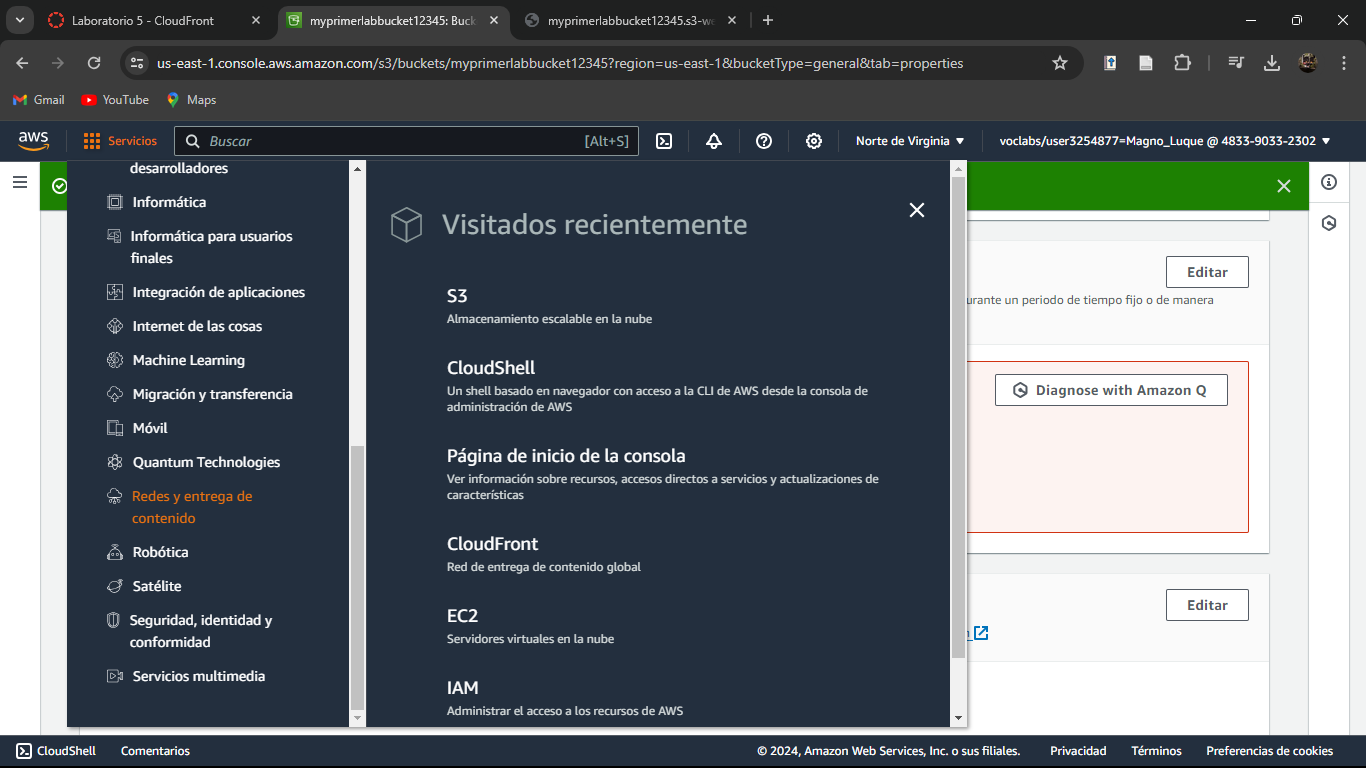 Laboratorio 5 - CloudFront
myprimerlabbucket12345: Buck
myprimerlabbucket12345.s3-we
us-east-1.console.aws.amazon.com/s3/buckets/myprimerlabbucket12345?region=us-east-1&bucketType=general&tab=properties
Gmail
YouTube
Maps
aws
Servicios
Buscar
[Alt+S]
Norte de Virginia
voclabs/user3254877=Magno_Luque @ 4833-9033-2302
desarrolladores
Informática
Informática para usuarios
finales
Integración de aplicaciones
Internet de las cosas
Machine Learning
Migración y transferencia
Móvil
Quantum Technologies
Redes y entrega de
contenido
Robótica
Satélite
Seguridad, identidad y
conformidad
Servicios multimedia
Visitados recientemente
S3
Almacenamiento escalable en la nube
CloudShell
Un shell basado en navegador con acceso a la CLI de AWS desde la consola de
administración de AWS
Página de inicio de la consola
Ver información sobre recursos, accesos directos a servicios y actualizaciones de
características
CloudFront
Red de entrega de contenido global
EC2
Servidores virtuales en la nube
IAM
Administrar el acceso a los recursos de AWS
Editar
urante un periodo de tiempo fijo o de manera
Diagnose with Amazon Q
Editar
CloudShell
Comentarios
© 2024, Amazon Web Services, Inc. o sus filiales.
Privacidad
Términos
Preferencias de cookies